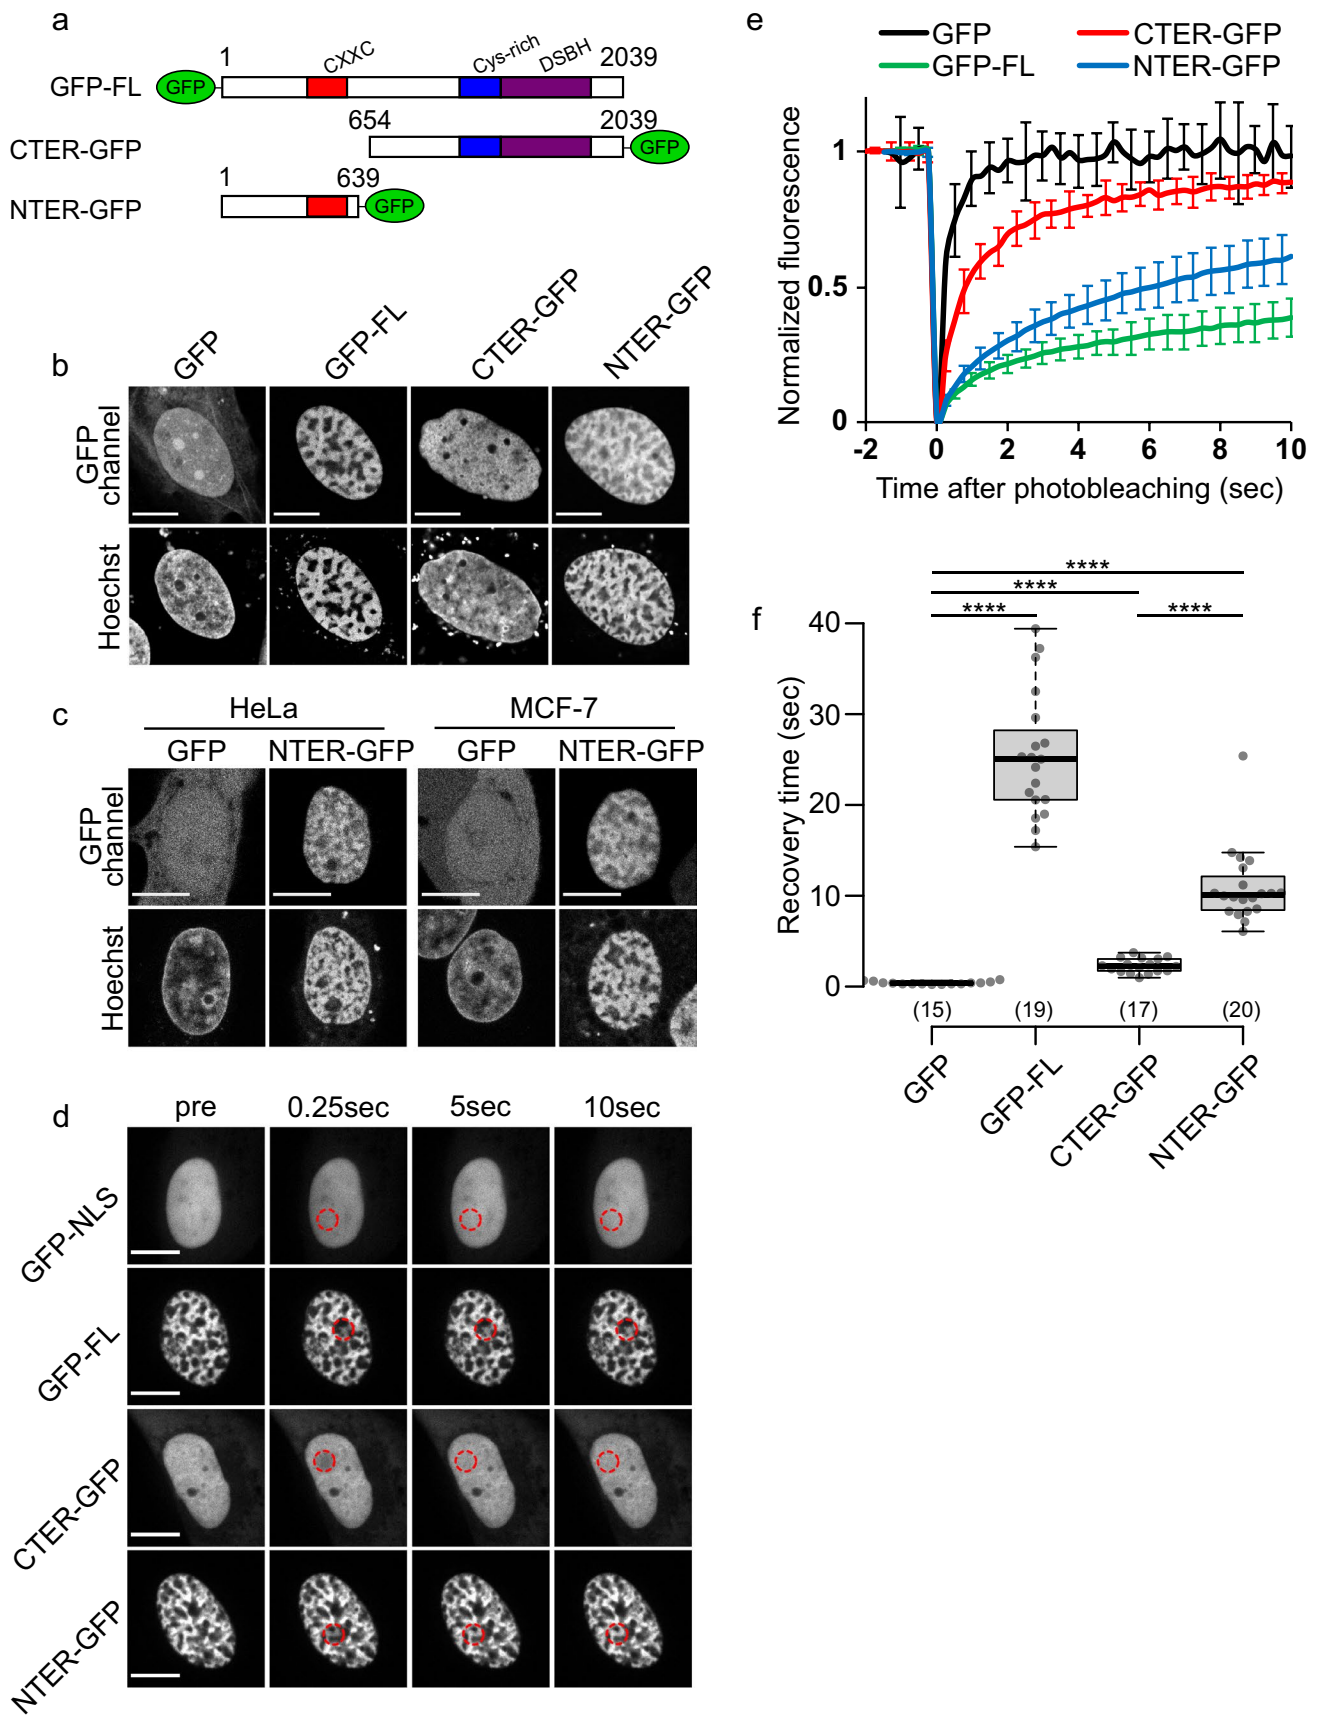 a
1 CXXC Cys-rich DSBH 2039
GFP-FL GFP
654 2039
CTER-GFP GFP
1 639
NTER-GFP GFP
b
GFP GFP-FL CTER-GFP NTER-GFP
GFP channel
Hoechst
c
HeLa MCF-7
GFP NTER-GFP GFP NTER-GFP
GFP channel
Hoechst
d
pre 0.25sec 5sec 10sec
GFP-NLS
GFP-FL
CTER-GFP
NTER-GFP
e
GFP CTER-GFP
GFP-FL NTER-GFP
Normalized fluorescence
1
0.5
0
-2 0 2 4 6 8 10
Time after photobleaching (sec)
f
****
****
**** ****
Recovery time (sec)
40
30
20
10
0
(15) (19) (17) (20)
GFP GFP-FL CTER-GFP NTER-GFP